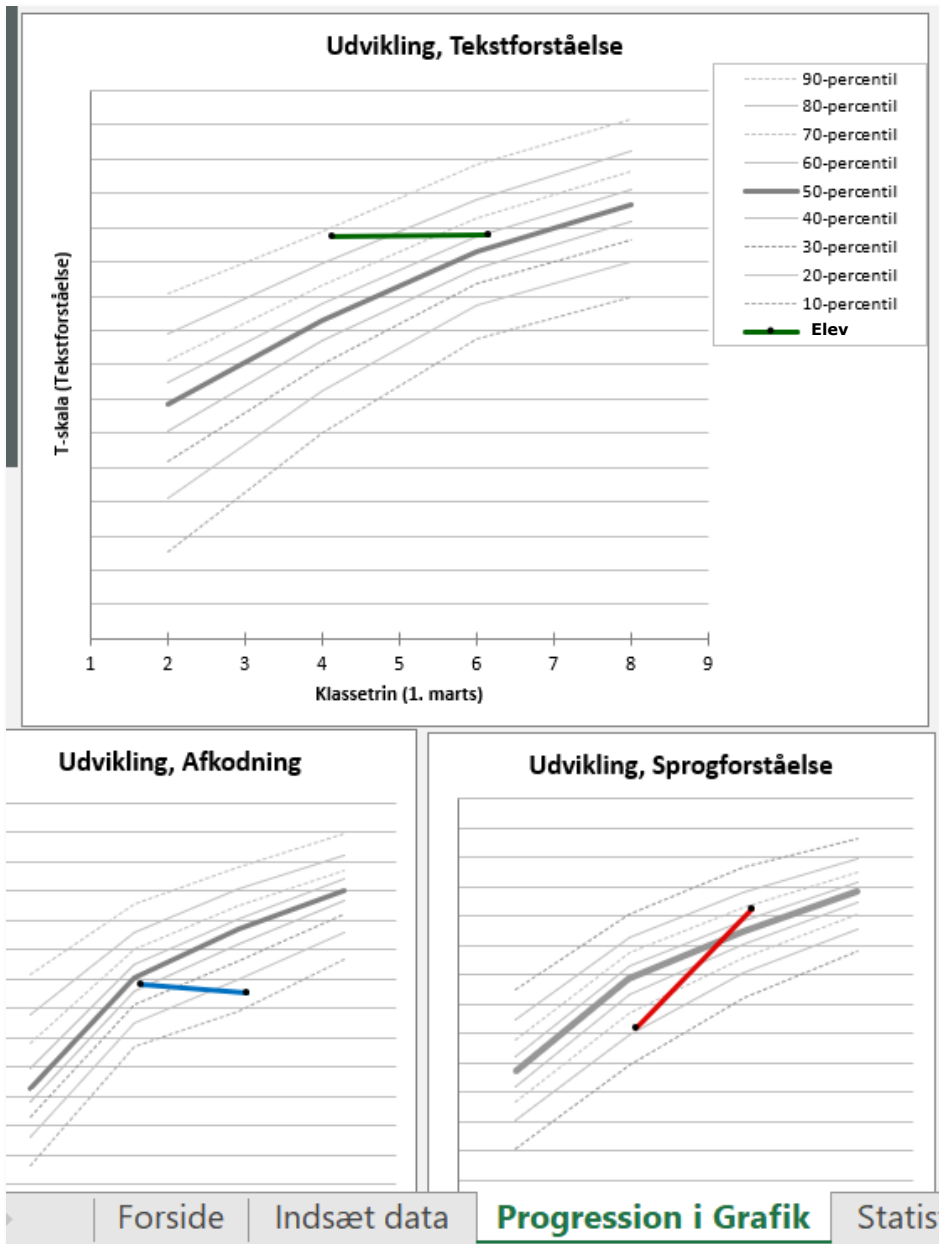 Udvikling, Tekstforståelse
90-percentil
80-percentil
70-percentil
60-percentil
50-percentil
40-percentil
30-percentil
20-percentil
10-percentil
Elev
T-skala (Tekstforståelse)
1 2 3 4 5 6 7 8 9
Klassetrin (1. marts)
Udvikling, Afkodning
Udvikling, Sprogforståelse
Forside Indsæt data Progression i Grafik Statis